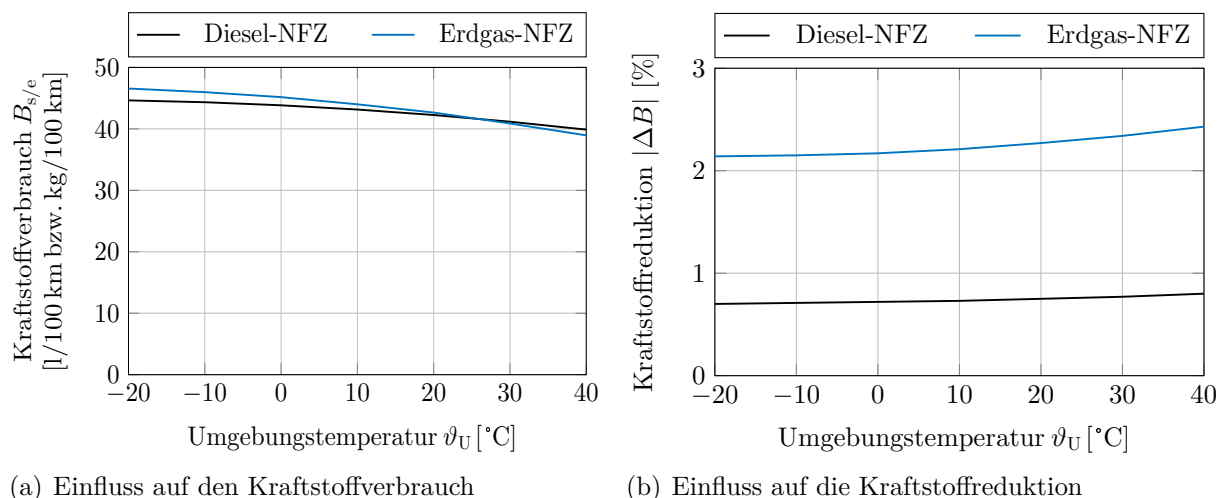 Diesel-NFZ Erdgas-NFZ
Kraftstoffverbrauch B_s/e
[l/100 km bzw. kg/100 km]
50
40
30
20
10
0
−20 −10 0 10 20 30 40
Umgebungstemperatur ϑ_U [°C]
(a) Einfluss auf den Kraftstoffverbrauch
Diesel-NFZ Erdgas-NFZ
Kraftstoffreduktion |ΔB| [%]
3
2
1
0
−20 −10 0 10 20 30 40
Umgebungstemperatur ϑ_U [°C]
(b) Einfluss auf die Kraftstoffreduktion